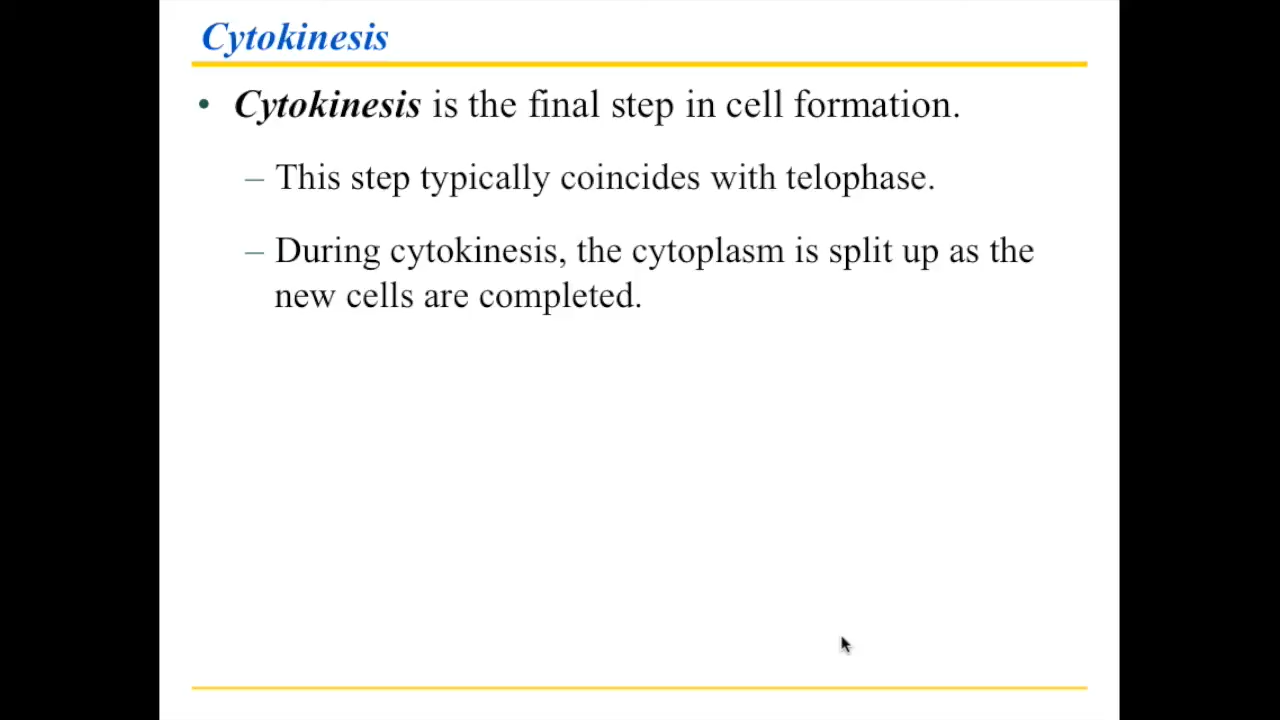 Cytokinesis
• Cytokinesis is the final step in cell formation.
– This step typically coincides with telophase.
– During cytokinesis, the cytoplasm is split up as the
new cells are completed.